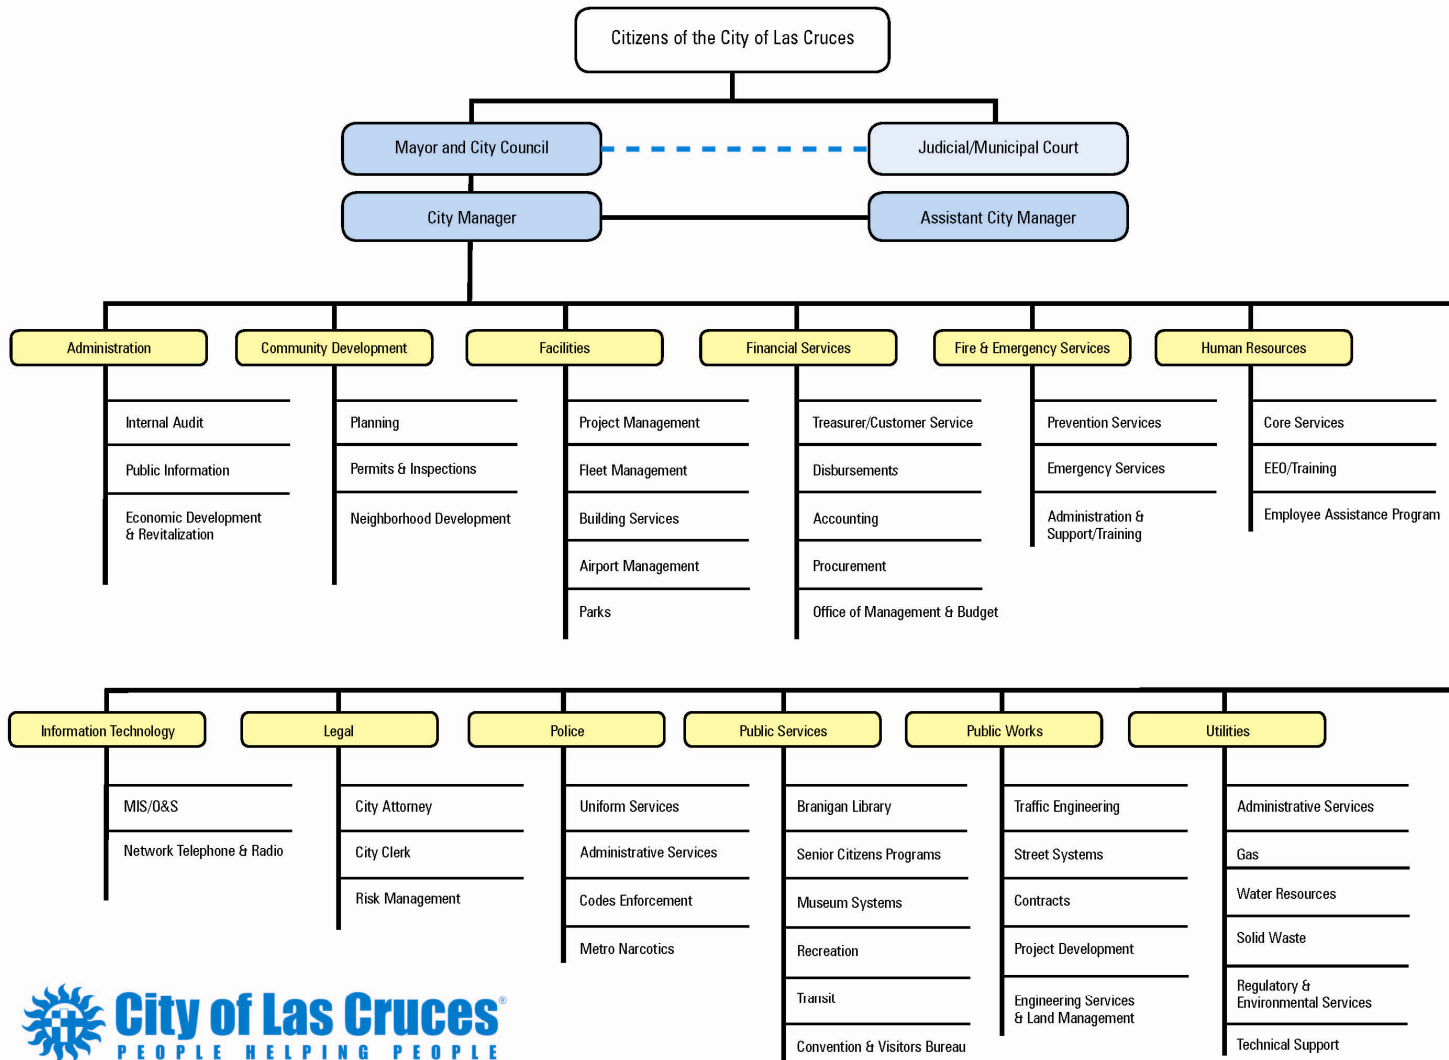 Citizens of the City of Las Cruces
Mayor and City Council
Judicial/Municipal Court
City Manager
Assistant City Manager
Administration
Internal Audit
Public Information
Economic Development
& Revitalization
Community Development
Planning
Permits & Inspections
Neighborhood Development
Facilities
Project Management
Fleet Management
Building Services
Airport Management
Parks
Financial Services
Treasurer/Customer Service
Disbursements
Accounting
Procurement
Office of Management & Budget
Fire & Emergency Services
Prevention Services
Emergency Services
Administration &
Support/Training
Human Resources
Core Services
EEO/Training
Employee Assistance Program
Information Technology
MIS/O&S
Network Telephone & Radio
Legal
City Attorney
City Clerk
Risk Management
Police
Uniform Services
Administrative Services
Codes Enforcement
Metro Narcotics
Public Services
Branigan Library
Senior Citizens Programs
Museum Systems
Recreation
Transit
Convention & Visitors Bureau
Public Works
Traffic Engineering
Street Systems
Contracts
Project Development
Engineering Services
& Land Management
Utilities
Administrative Services
Gas
Water Resources
Solid Waste
Regulatory &
Environmental Services
Technical Support
City of Las Cruces®
PEOPLE HELPING PEOPLE